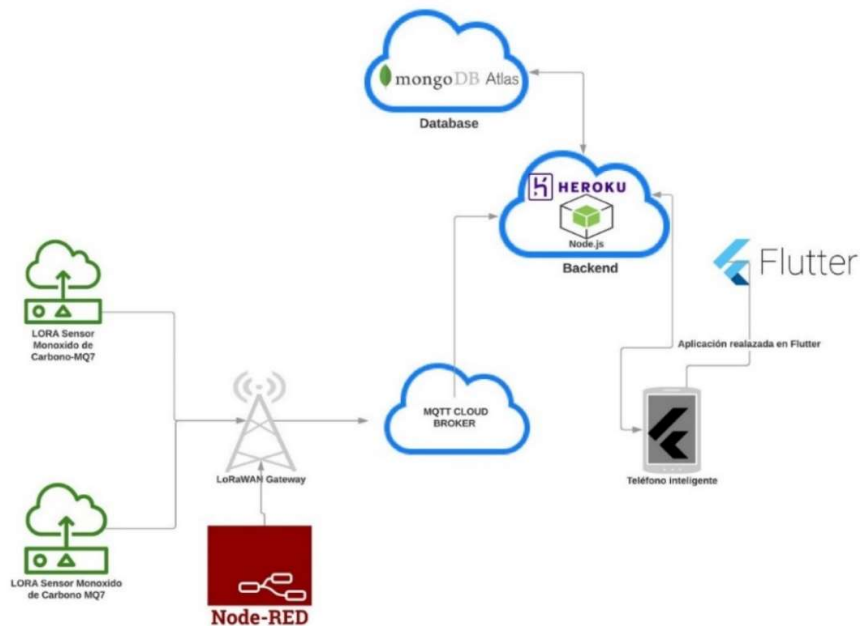 mongoDB Atlas
Database
HEROKU
Node.js
Backend
Flutter
LORA Sensor
Monoxido de
Carbono-MQ7
Aplicación realazada en Flutter
MQTT CLOUD
BROKER
LoRaWAN Gateway
Teléfono inteligente
LORA Sensor Monoxido
de Carbono MQ7
Node-RED